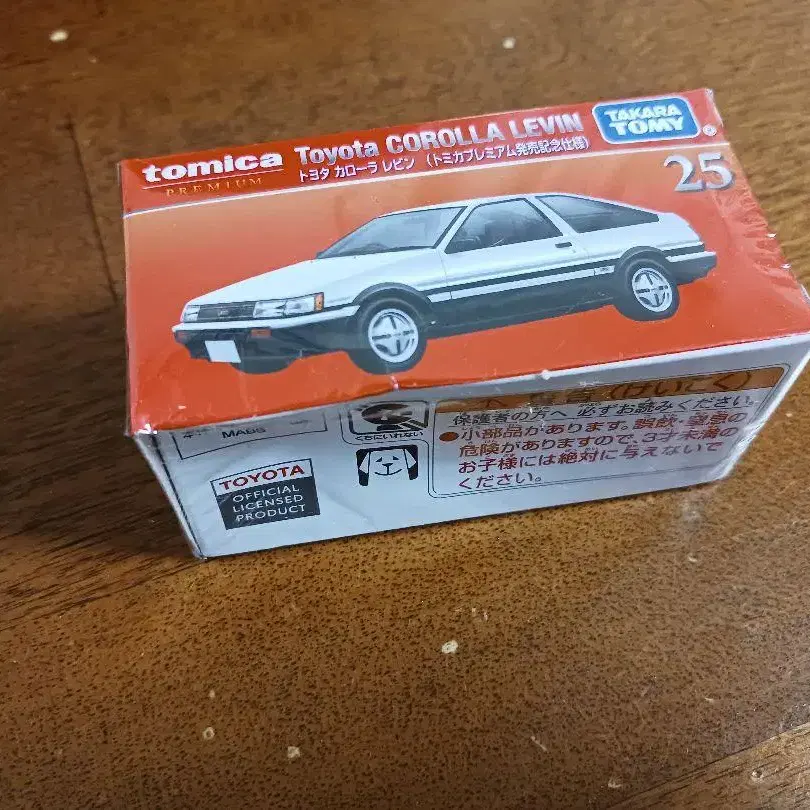 tomica
PREMIUM
Toyota COROLLA LEVIN
トヨタ カローラ レビン (トミカプレミアム発売記念仕様)
TAKARA TOMY
25
(けいこく)
保護者の方へ 必ずお読みください。
●小部品があります。誤飲・窒息の
危険がありますので、3才未満の
お子様には絶対に与えないで
ください。
くちにいれない
TOYOTA
OFFICIAL
LICENSED
PRODUCT